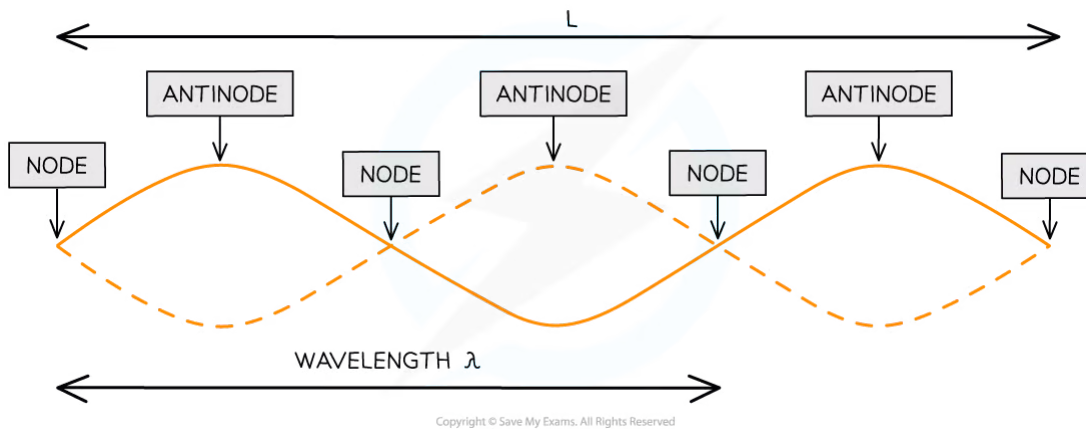 L
ANTINODE
ANTINODE
ANTINODE
NODE
NODE
NODE
NODE
WAVELENGTH λ
Copyright © Save My Exams. All Rights Reserved